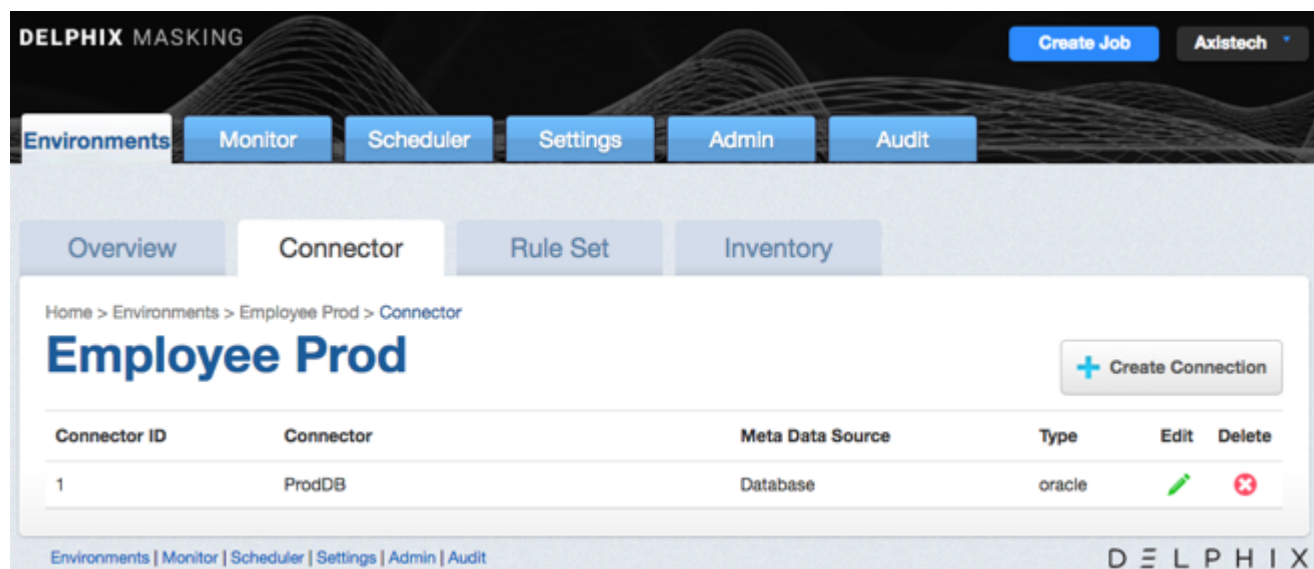 DELPHIX MASKING
Create Job
Axistech
Environments Monitor Scheduler Settings Admin Audit
Overview Connector Rule Set Inventory
Home > Environments > Employee Prod > Connector
Employee Prod
Create Connection
Connector ID Connector Meta Data Source Type Edit Delete
1 ProdDB Database oracle
Environments | Monitor | Scheduler | Settings | Admin | Audit
DELPHIX